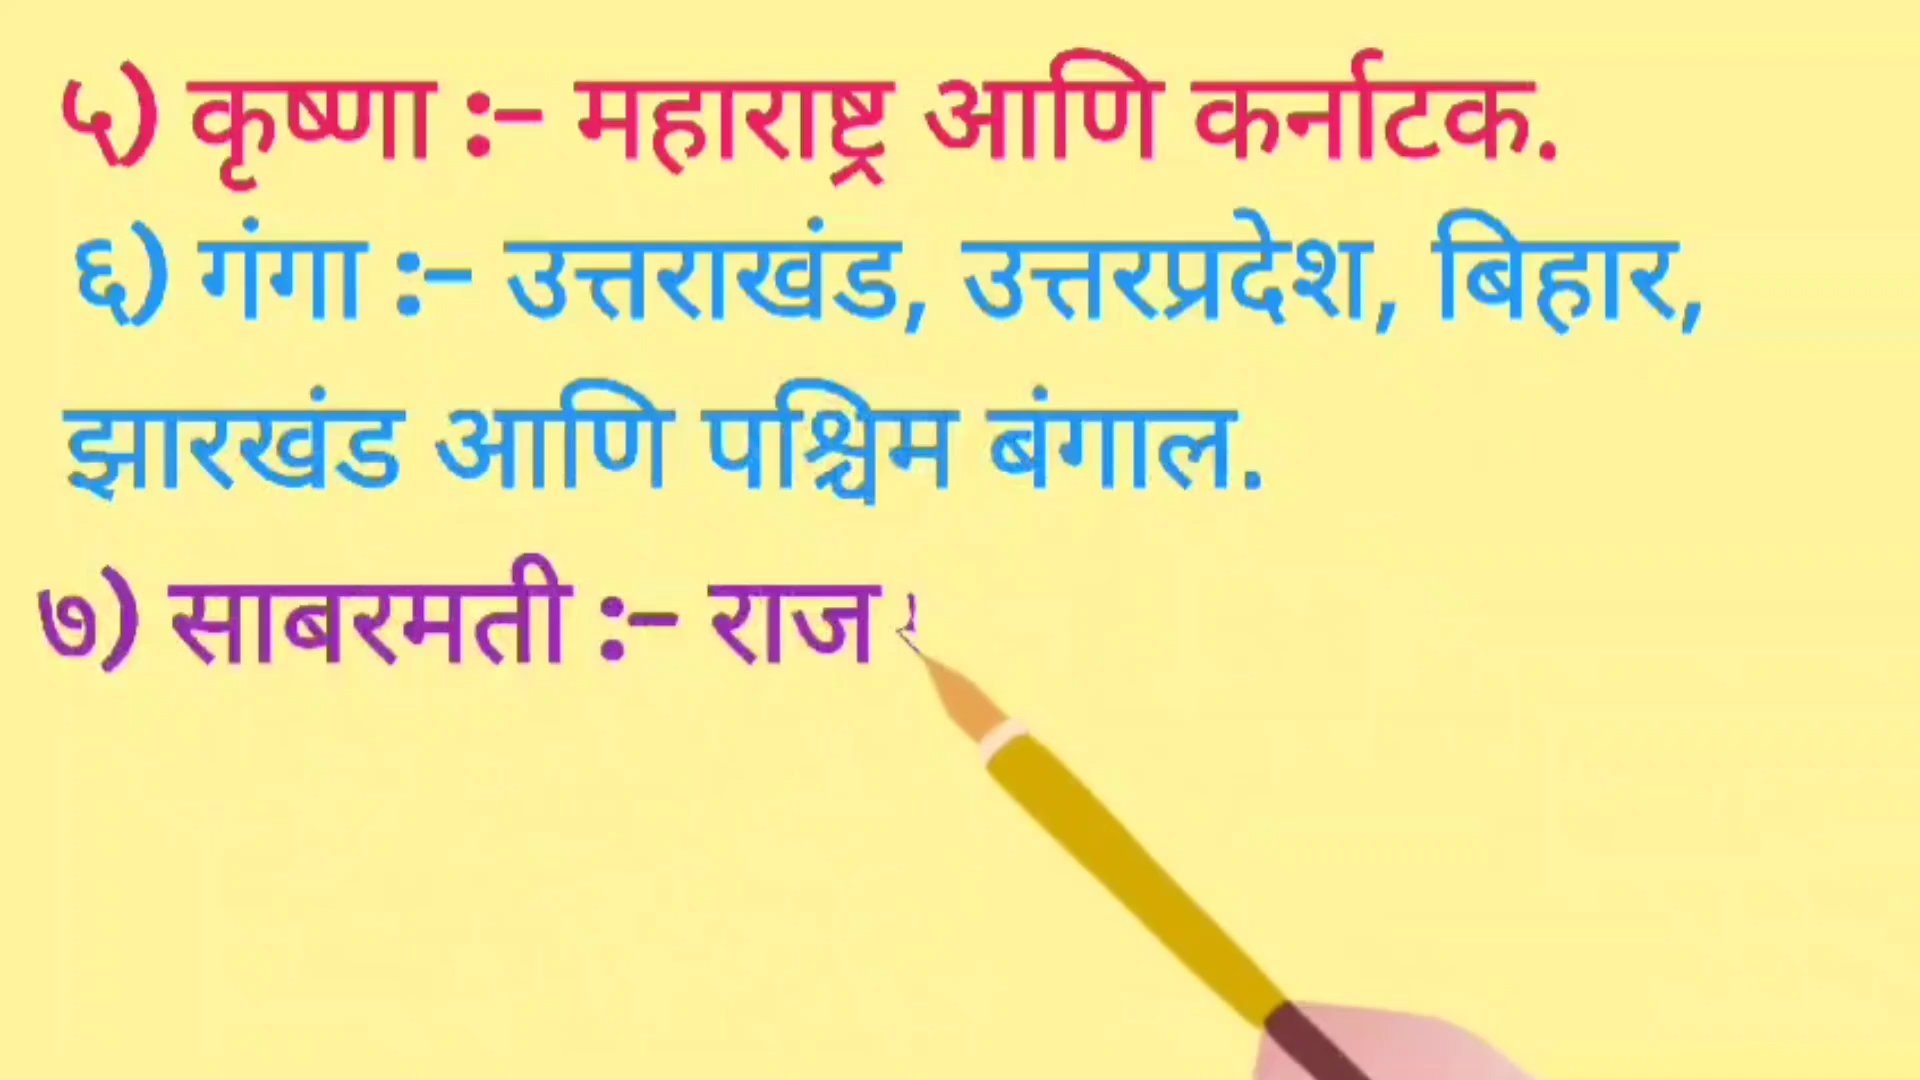 ५) कृष्णा :- महाराष्ट्र आणि कर्नाटक.
६) गंगा :- उत्तराखंड, उत्तरप्रदेश, बिहार,
झारखंड आणि पश्चिम बंगाल.
७) साबरमती :- राज